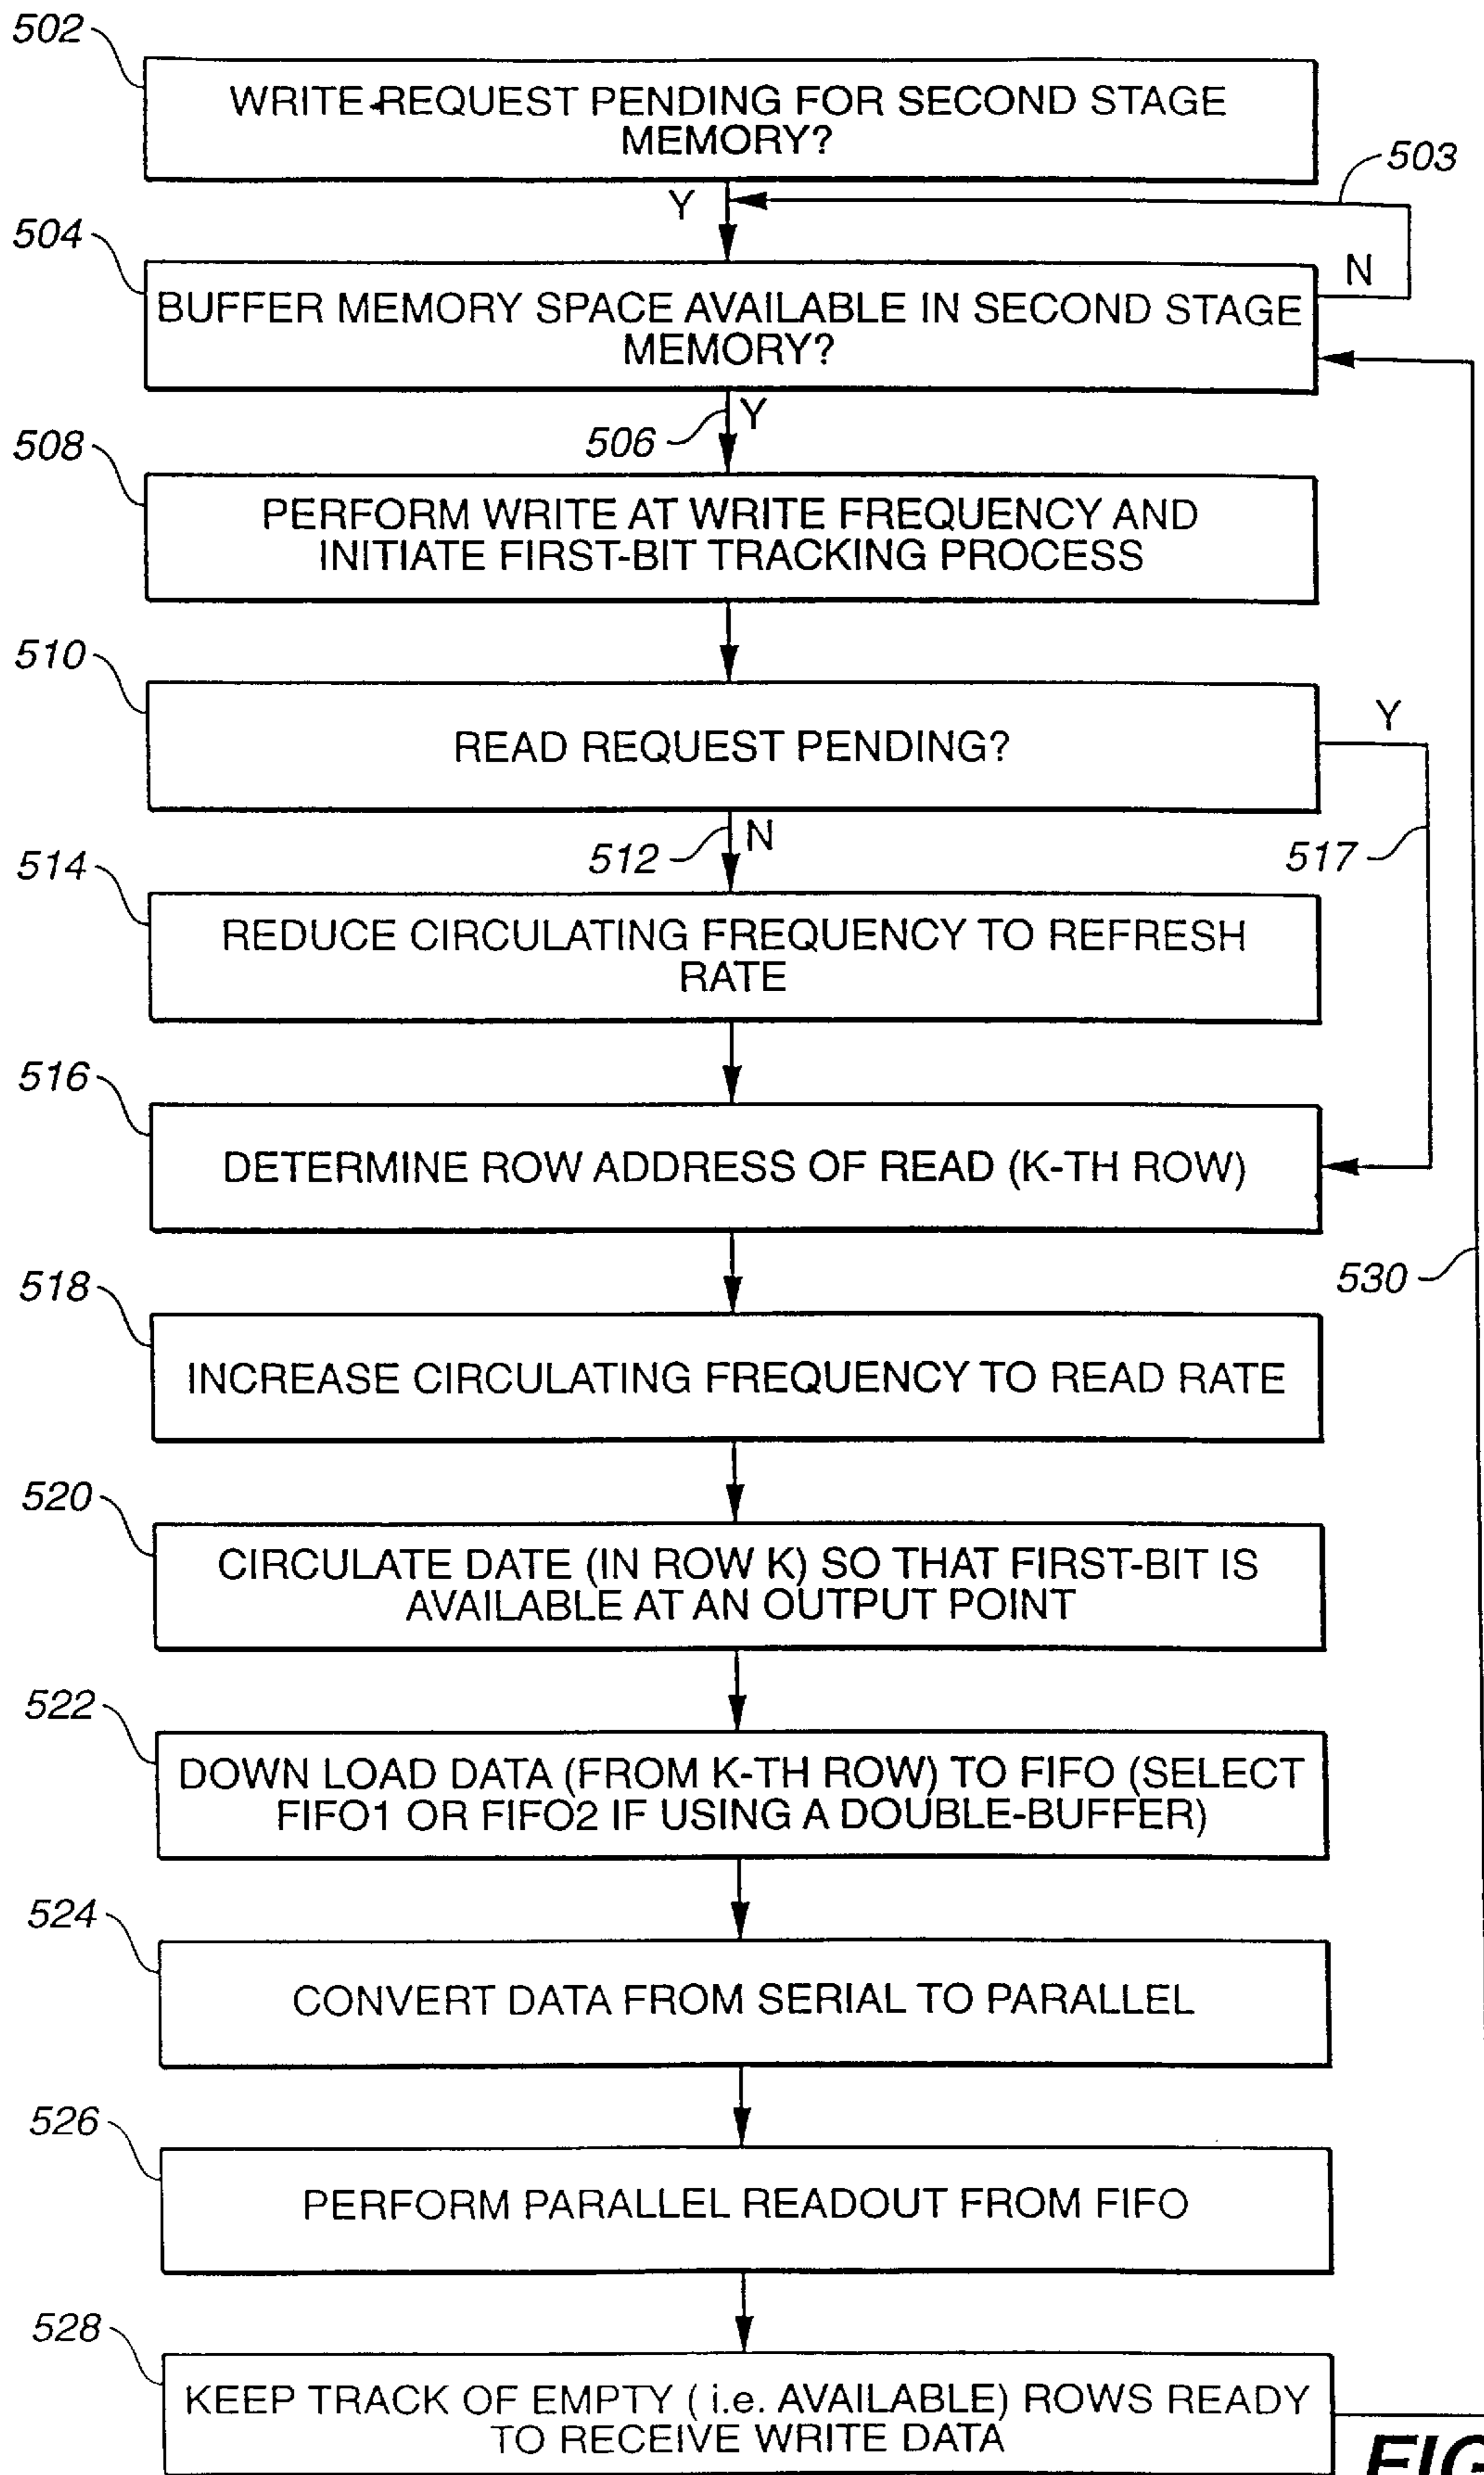 502
WRITE-REQUEST PENDING FOR SECOND STAGE
MEMORY?
503
Y
504
N
BUFFER MEMORY SPACE AVAILABLE IN SECOND STAGE
MEMORY?
506
Y
508
PERFORM WRITE AT WRITE FREQUENCY AND
INITIATE FIRST-BIT TRACKING PROCESS
510
READ REQUEST PENDING?
Y
512
N
517
514
REDUCE CIRCULATING FREQUENCY TO REFRESH
RATE
516
DETERMINE ROW ADDRESS OF READ (K-TH ROW)
530
518
INCREASE CIRCULATING FREQUENCY TO READ RATE
520
CIRCULATE DATE (IN ROW K) SO THAT FIRST-BIT IS
AVAILABLE AT AN OUTPUT POINT
522
DOWN LOAD DATA (FROM K-TH ROW) TO FIFO (SELECT
FIFO1 OR FIFO2 IF USING A DOUBLE-BUFFER)
524
CONVERT DATA FROM SERIAL TO PARALLEL
526
PERFORM PARALLEL READOUT FROM FIFO
528
KEEP TRACK OF EMPTY ( i.e. AVAILABLE) ROWS READY
TO RECEIVE WRITE DATA
FIG